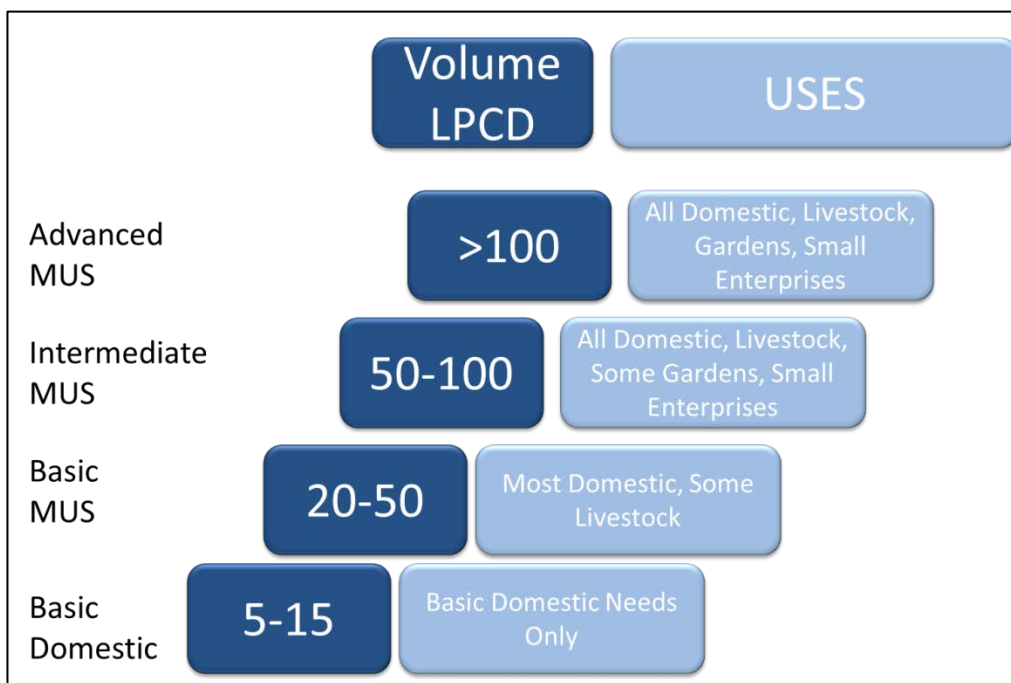 Volume
LPCD
USES
Advanced
MUS
>100
All Domestic, Livestock,
Gardens, Small
Enterprises
Intermediate
MUS
50-100
All Domestic, Livestock,
Some Gardens, Small
Enterprises
Basic
MUS
20-50
Most Domestic, Some
Livestock
Basic
Domestic
5-15
Basic Domestic Needs
Only